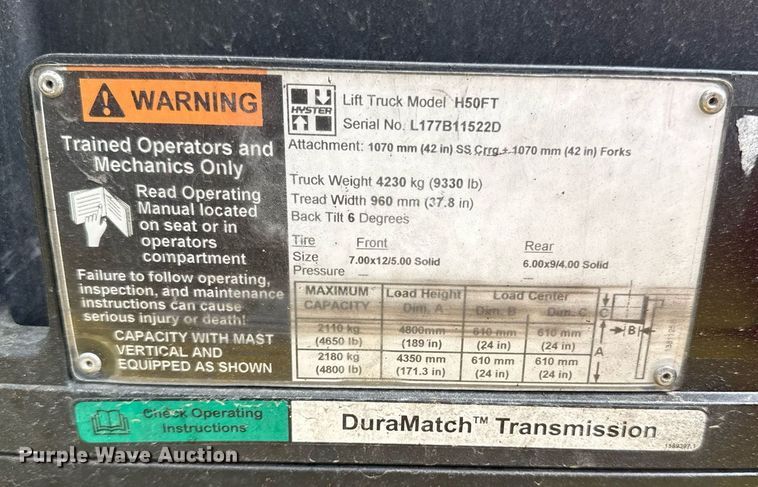 WARNING
Trained Operators and
Mechanics Only
Read Operating
Manual located
on seat or in
operators
compartment
Failure to follow operating,
inspection, and maintenance
instructions can cause
serious injury or death!
CAPACITY WITH MAST
VERTICAL AND
EQUIPPED AS SHOWN
HYSTER
Lift Truck Model H50FT
Serial No. L177B11522D
Attachment: 1070 mm (42 in) SS Crrg + 1070 mm (42 in) Forks
Truck Weight 4230 kg (9330 lb)
Tread Width 960 mm (37.8 in)
Back Tilt 6 Degrees
Tire Front Rear
Size 7.00x12/5.00 Solid 6.00x9/4.00 Solid
Pressure — —
MAXIMUM Load Height Load Center
CAPACITY Dim. A Dim. B Dim. C
2110 kg 4800mm 610 mm 610 mm
(4650 lb) (189 in) (24 in) (24 in)
2180 kg 4350 mm 610 mm 610 mm
(4800 lb) (171.3 in) (24 in) (24 in)
C
B
A
Check Operating
Instructions
DuraMatch™ Transmission
Purple Wave Auction